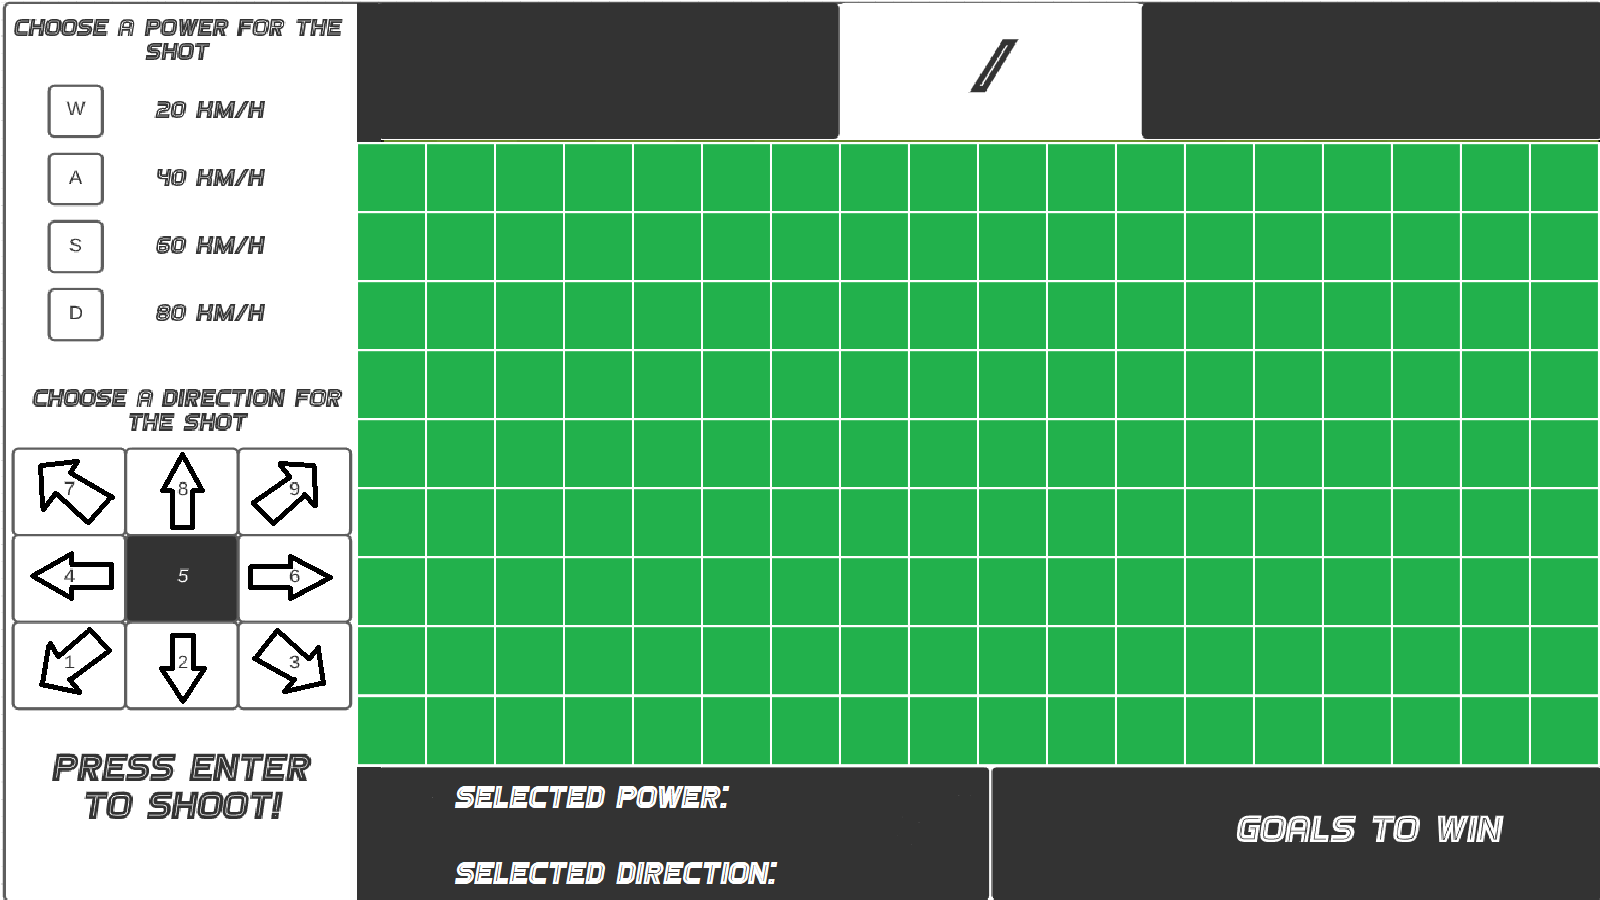 CHOOSE A POWER FOR THE
SHOT
W 20 KM/H
A 40 KM/H
S 60 KM/H
D 80 KM/H
CHOOSE A DIRECTION FOR
THE SHOT
7 8 9
4 5 6
1 2 3
PRESS ENTER
TO SHOOT!
/
SELECTED POWER:
SELECTED DIRECTION:
GOALS TO WIN